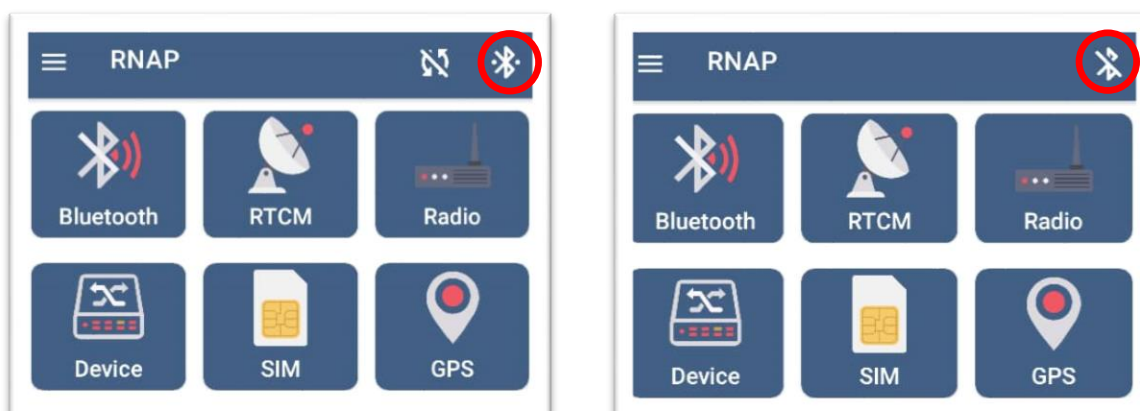 RNAP
Bluetooth RTCM Radio
Device SIM GPS
RNAP
Bluetooth RTCM Radio
Device SIM GPS